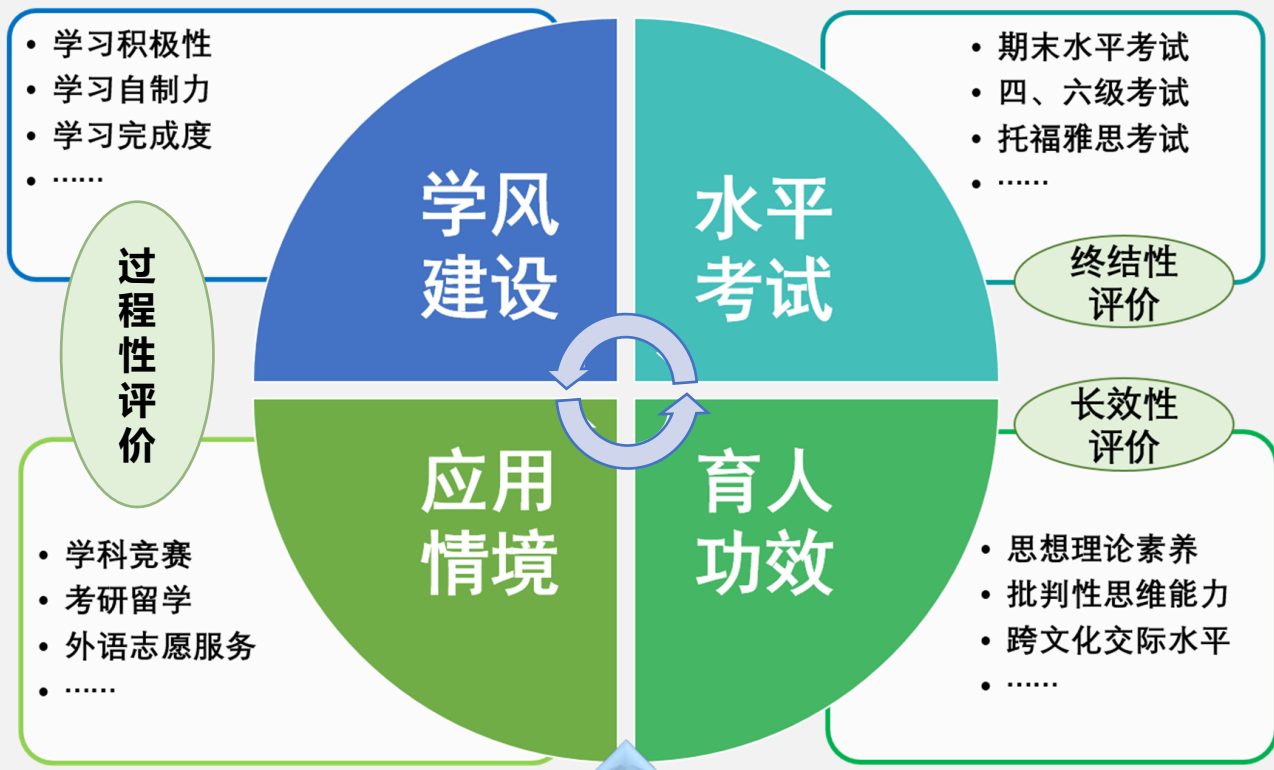 • 学习积极性
• 学习自制力
• 学习完成度
• ……
过
程
性
评
价
学风
建设
水平
考试
• 期末水平考试
• 四、六级考试
• 托福雅思考试
• ……
终结性
评价
应用
情境
• 学科竞赛
• 考研留学
• 外语志愿服务
• ……
育人
功效
长效性
评价
• 思想理论素养
• 批判性思维能力
• 跨文化交际水平
• ……